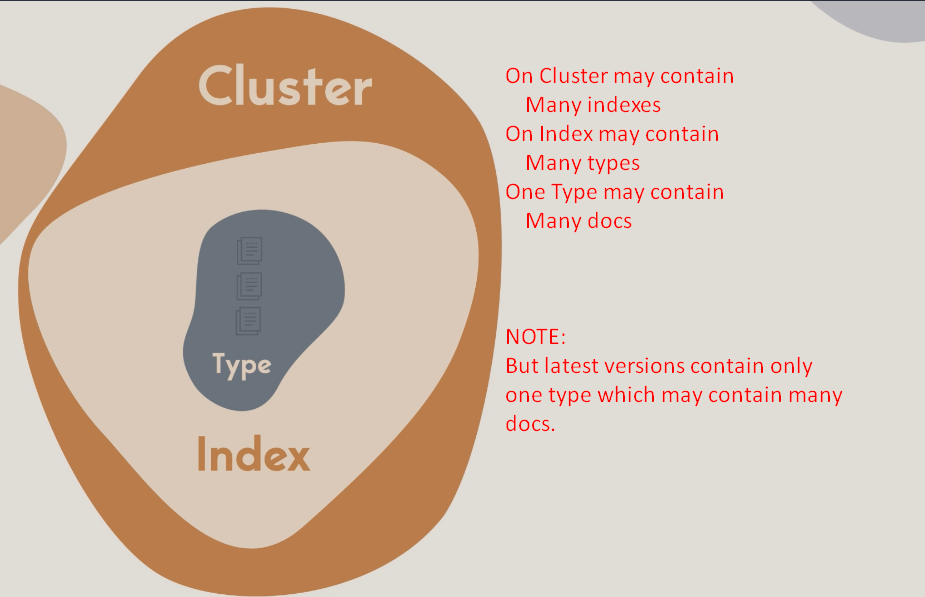 Cluster
Type
Index
On Cluster may contain
Many indexes
On Index may contain
Many types
One Type may contain
Many docs
NOTE:
But latest versions contain only
one type which may contain many
docs.